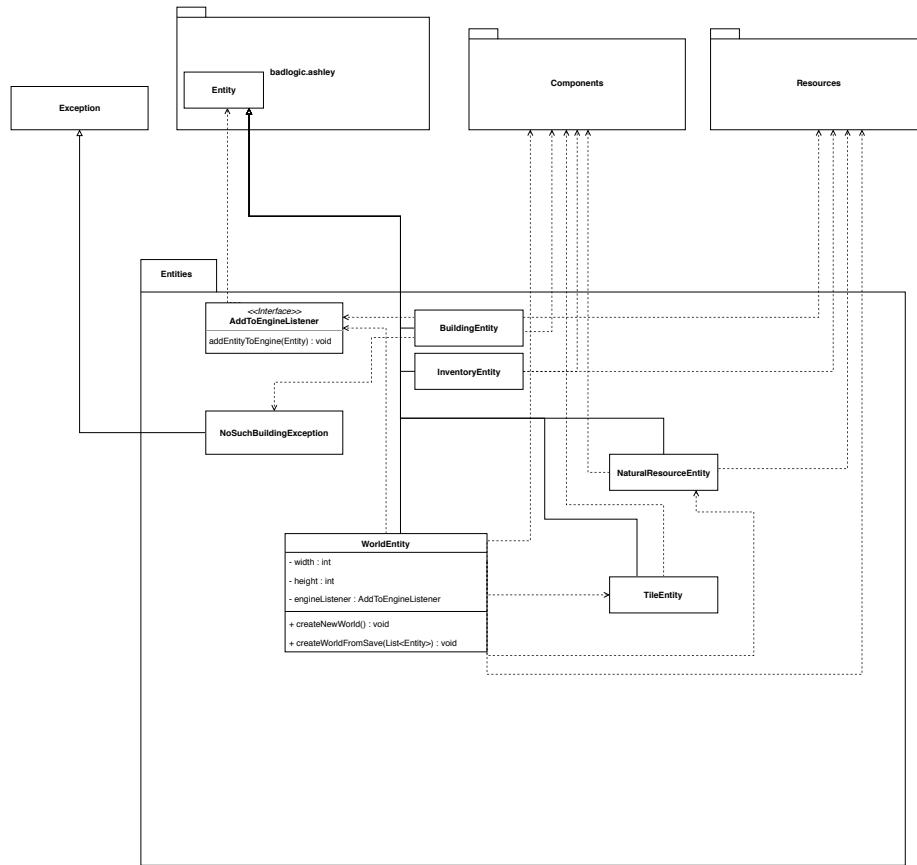 badlogic.ashley
Entity
Components
Resources
Exception
Entities
<<Interface>>
AddToEngineListener
addEntityToEngine(Entity) : void
BuildingEntity
InventoryEntity
NoSuchBuildingException
NaturalResourceEntity
WorldEntity
- width : int
- height : int
- engineListener : AddToEngineListener
+ createNewWorld() : void
+ createWorldFromSave(List<Entity>) : void
TileEntity